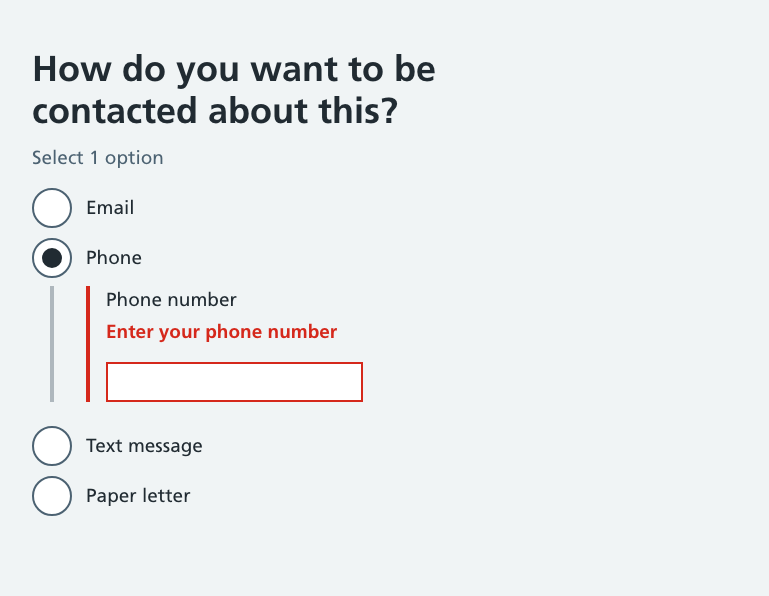 How do you want to be
contacted about this?
Select 1 option
Email
Phone
Phone number
Enter your phone number
Text message
Paper letter